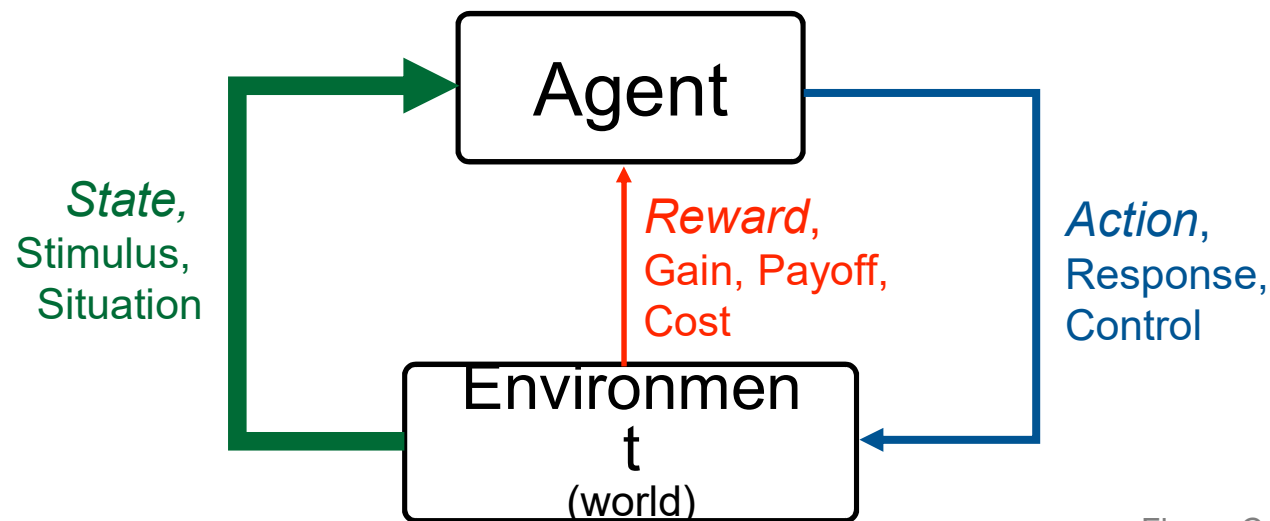 Agent
State,
Stimulus,
Situation
Reward,
Gain, Payoff,
Cost
Action,
Response,
Control
Environmen
t
(world)